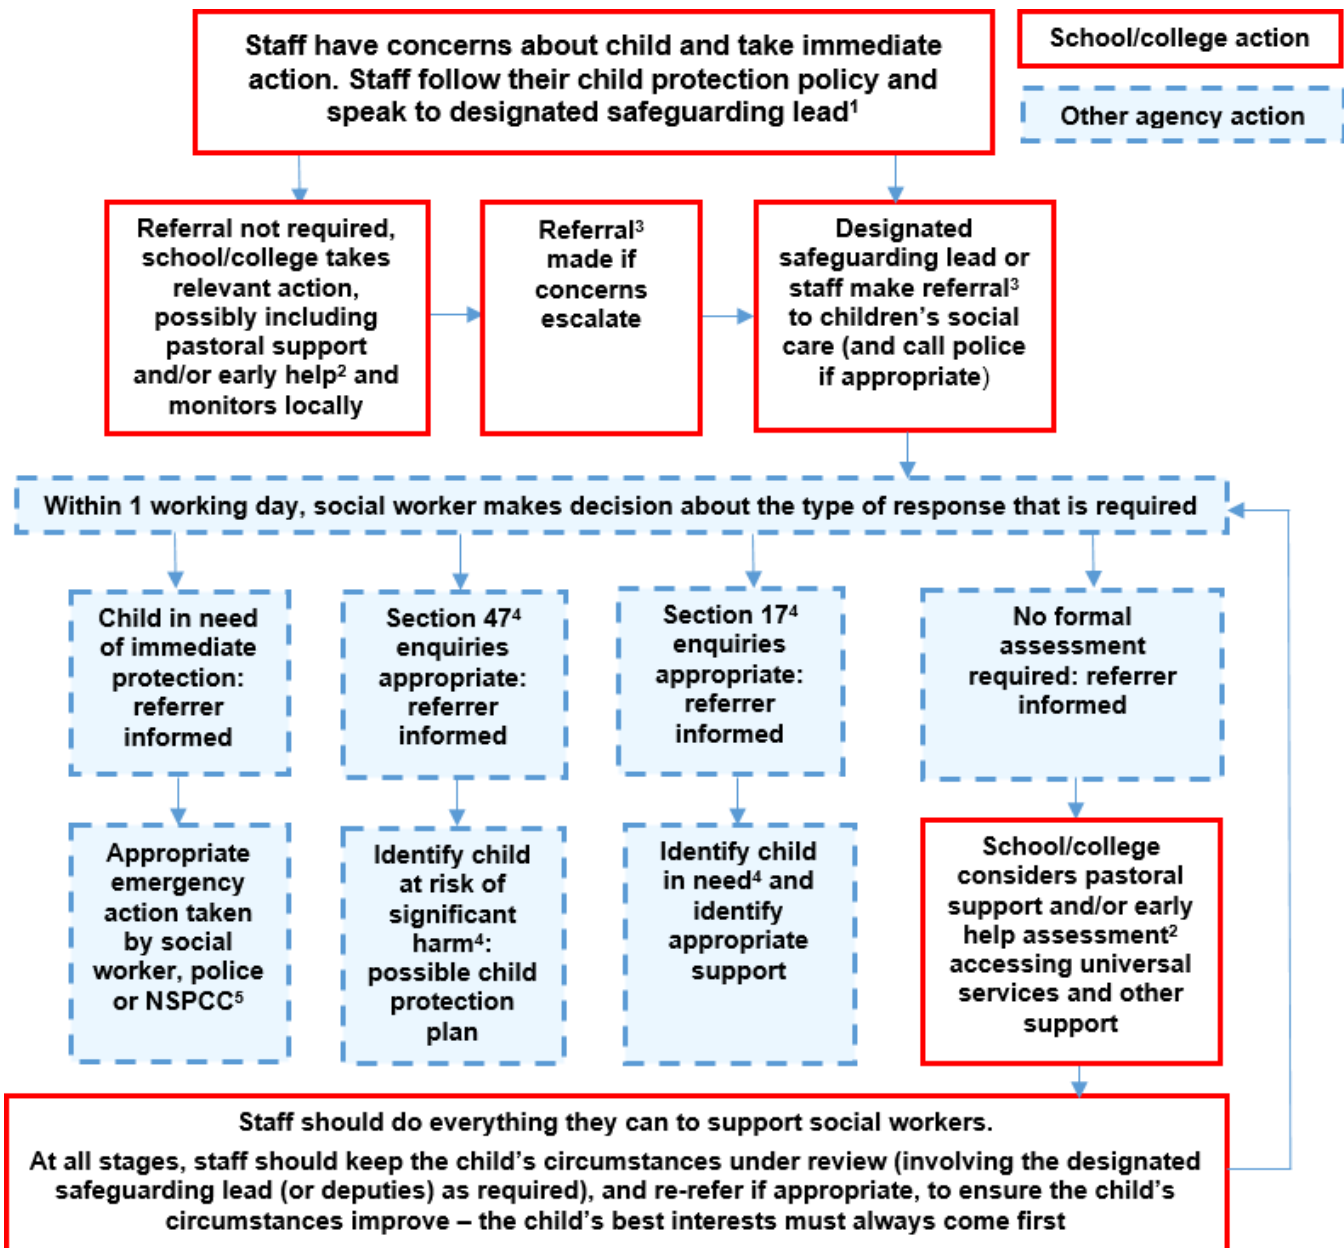 Staff have concerns about child and take immediate
action. Staff follow their child protection policy and
speak to designated safeguarding lead¹
School/college action
Other agency action
Referral not required,
school/college takes
relevant action,
possibly including
pastoral support
and/or early help² and
monitors locally
Referral³
made if
concerns
escalate
Designated
safeguarding lead or
staff make referral³
to children’s social
care (and call police
if appropriate)
Within 1 working day, social worker makes decision about the type of response that is required
Child in need
of immediate
protection:
referrer
informed
Section 47⁴
enquiries
appropriate:
referrer
informed
Section 17⁴
enquiries
appropriate:
referrer
informed
No formal
assessment
required: referrer
informed
Appropriate
emergency
action taken
by social
worker, police
or NSPCC⁵
Identify child
at risk of
significant
harm⁴:
possible child
protection
plan
Identify child
in need⁴ and
identify
appropriate
support
School/college
considers pastoral
support and/or early
help assessment²
accessing universal
services and other
support
Staff should do everything they can to support social workers.
At all stages, staff should keep the child’s circumstances under review (involving the designated
safeguarding lead (or deputies) as required), and re-refer if appropriate, to ensure the child’s
circumstances improve – the child’s best interests must always come first